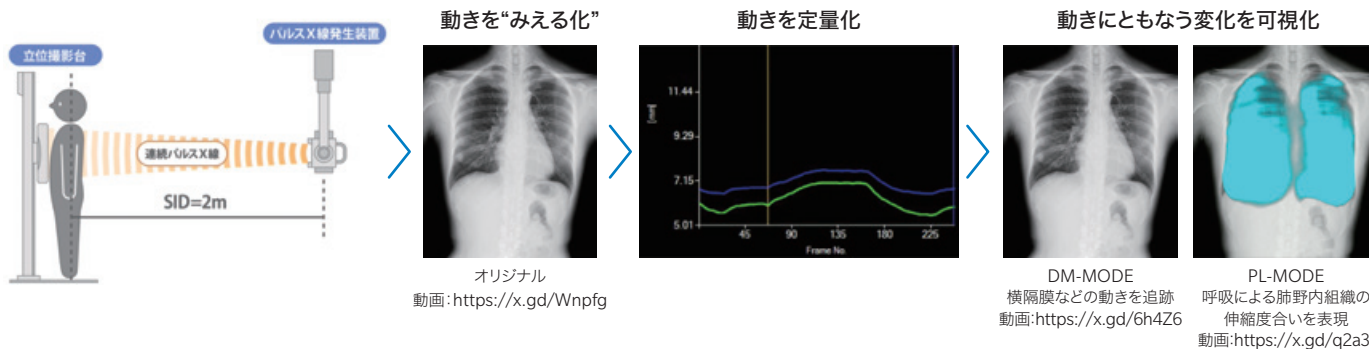 立位撮影台
パルスX線発生装置
連続パルスX線
SID=2m
動きを“みえる化”
オリジナル
動画：https://x.gd/Wnpfg
動きを定量化
[mm]
11.44
9.29
7.15
5.01
45 90 135 180 225
Frame No.
動きにともなう変化を可視化
DM-MODE
横隔膜などの動きを追跡
動画:https://x.gd/6h4Z6
PL-MODE
呼吸による肺野内組織の
伸縮度合いを表現
動画:https://x.gd/q2a3